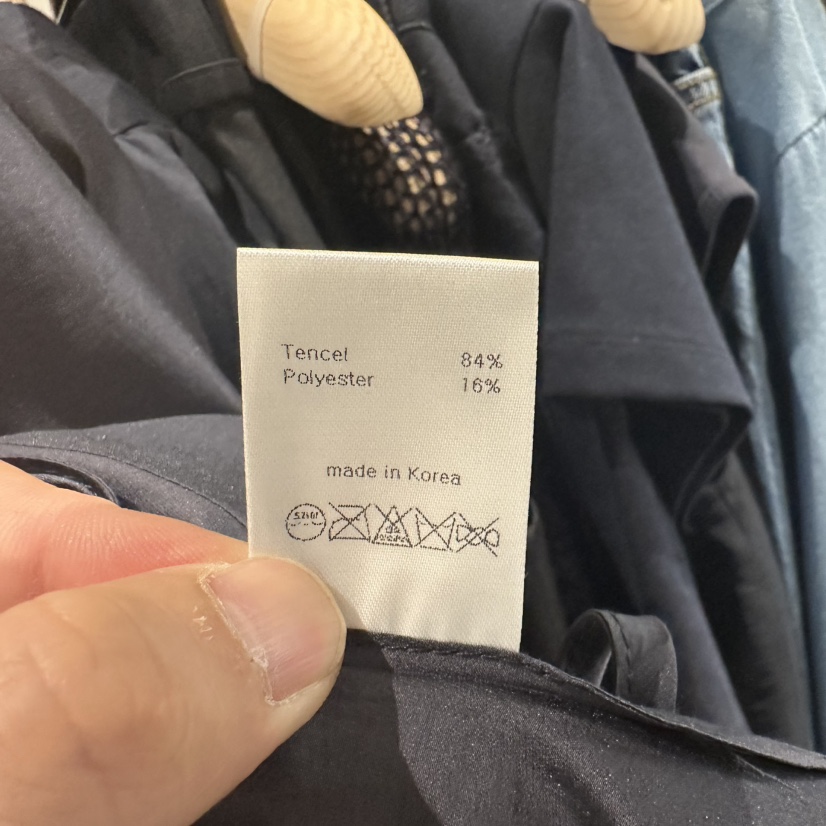 Tencel 84%
Polyester 16%
made in Korea